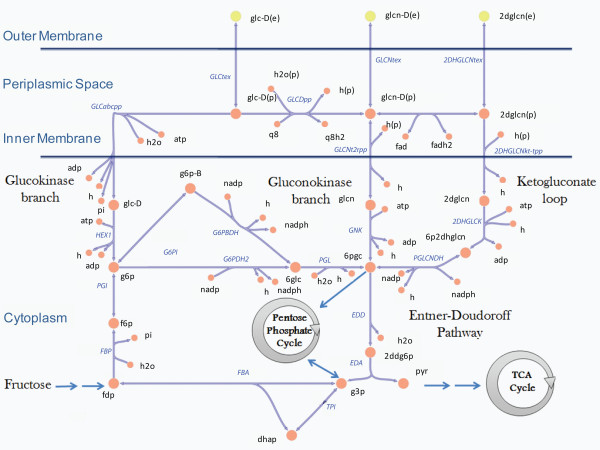 glc-D(e)
glcn-D(e)
2dglcn(e)
Outer Membrane
GLCtex
GLCNtex
2DHGLCNtex
Periplasmic Space
h2o(p)
h(p)
glc-D(p)
GLCDpp
glcn-D(p)
GLCabcpp
2dglcn(p)
h(p)
q8
q8h2
fad
fadh2
h(p)
Inner Membrane
h2o
atp
GLCNt2rpp
2DHGLCNkt-tpp
adp
h
pi
Glucokinase
branch
g6p-B
nadp
Gluconokinase
branch
h
h
Ketogluconate
loop
glc-D
glcn
2dglcn
atp
atp
atp
h
G6PBDH
nadph
2DHGLCK
h
HEX1
GNK
6p2dhglcn
h
adp
adp
h
adp
G6PI
G6PDH2
PGL
6pgc
PGLCNDH
g6p
6glc
nadp
h
nadph
h2o
h
nadp
h
nadph
PGI
Cytoplasm
f6p
pi
Pentose
Phosphate
Cycle
EDD
Entner-Doudoroff
Pathway
FBP
h2o
h2o
2ddg6p
EDA
pyr
Fructose
FBA
fdp
g3p
TCA
Cycle
TPI
dhap